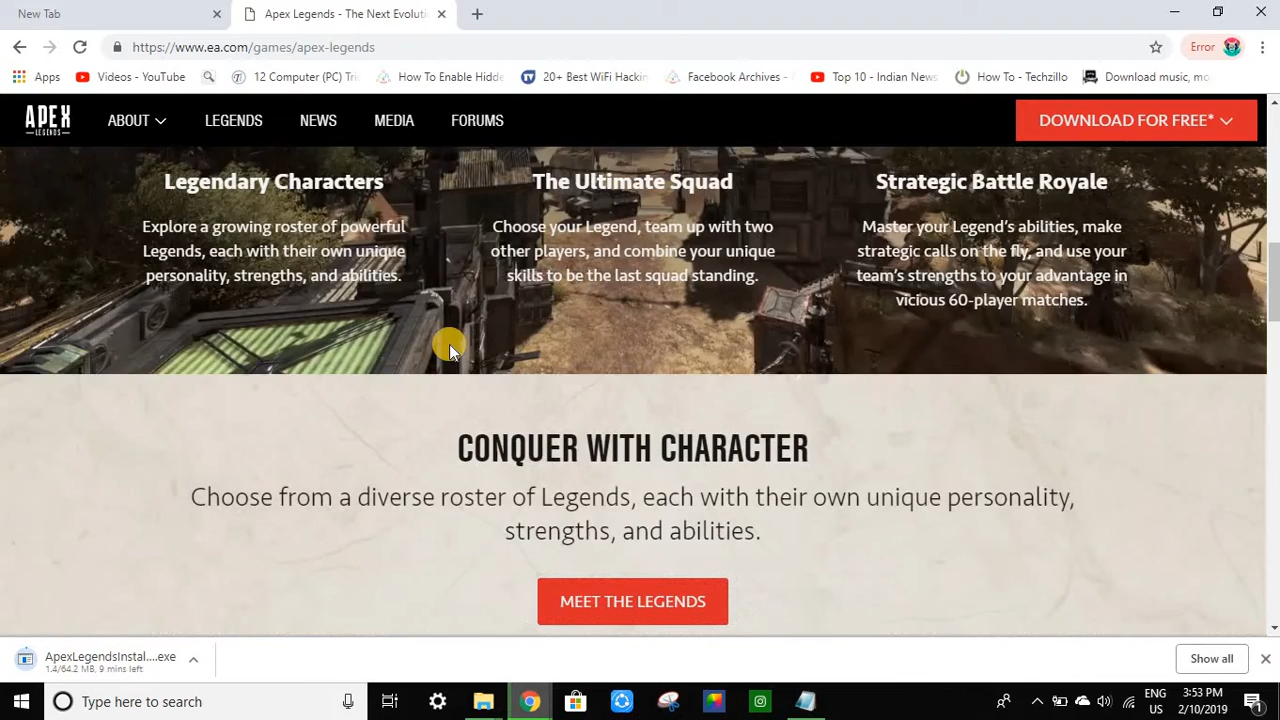 New Tab
Apex Legends - The Next Evoluti
https://www.ea.com/games/apex-legends
Error
Apps
Videos - YouTube
12 Computer (PC) Tri
How To Enable Hidde
20+ Best WiFi Hackin
Facebook Archives -
Top 10 - Indian News
How To - Techzillo
Download music, mo
APEX
LEGENDS
ABOUT
LEGENDS
NEWS
MEDIA
FORUMS
DOWNLOAD FOR FREE*
Legendary Characters
Explore a growing roster of powerful
Legends, each with their own unique
personality, strengths, and abilities.
The Ultimate Squad
Choose your Legend, team up with two
other players, and combine your unique
skills to be the last squad standing.
Strategic Battle Royale
Master your Legend’s abilities, make
strategic calls on the fly, and use your
team’s strengths to your advantage in
vicious 60-player matches.
CONQUER WITH CHARACTER
Choose from a diverse roster of Legends, each with their own unique personality,
strengths, and abilities.
MEET THE LEGENDS
ApexLegendsInstal....exe
1.4/64.2 MB, 9 mins left
Show all
Type here to search
ENG
US
3:53 PM
2/10/2019
1